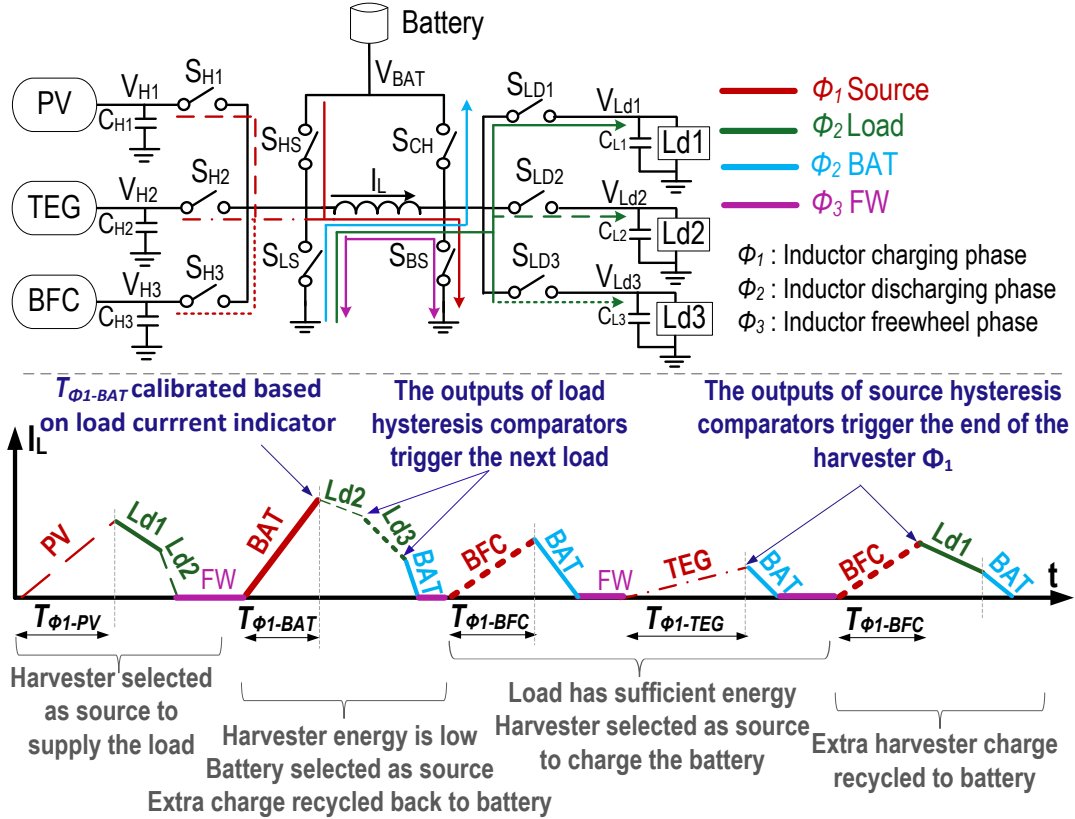 Battery
V_BAT
PV
V_H1
S_H1
C_H1
S_HS
S_CH
S_LD1
V_Ld1
C_L1
Ld1
TEG
V_H2
S_H2
C_H2
I_L
S_LD2
V_Ld2
C_L2
Ld2
BFC
V_H3
S_H3
C_H3
S_LS
S_BS
S_LD3
V_Ld3
C_L3
Ld3
Φ1 Source
Φ2 Load
Φ2 BAT
Φ3 FW
Φ1 : Inductor charging phase
Φ2 : Inductor discharging phase
Φ3 : Inductor freewheel phase
TΦ1-BAT calibrated based
on load currrent indicator
The outputs of load
hysteresis comparators
trigger the next load
The outputs of source hysteresis
comparators trigger the end of the
harvester Φ1
I_L
PV
Ld1
Ld2
FW
BAT
Ld2
Ld3
BAT
BFC
BAT
FW
TEG
BAT
BFC
Ld1
BAT
t
TΦ1-PV
TΦ1-BAT
TΦ1-BFC
TΦ1-TEG
TΦ1-BFC
Harvester selected
as source to
supply the load
Harvester energy is low
Battery selected as source
Extra charge recycled back to battery
Load has sufficient energy
Harvester selected as source
to charge the battery
Extra harvester charge
recycled to battery